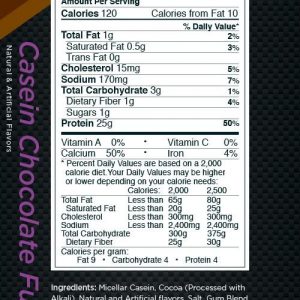 Amount Per Serving
Calories 120 Calories from Fat 10
% Daily Value*
Total Fat 1g 2%
Saturated Fat 0.5g 3%
Trans Fat 0g
Cholesterol 15mg 5%
Sodium 170mg 7%
Total Carbohydrate 3g 1%
Dietary Fiber 1g 4%
Sugars 1g
Protein 25g 50%
Vitamin A 0% • Vitamin C 0%
Calcium 50% • Iron 4%
* Percent Daily Values are based on a 2,000
calorie diet.Your Daily Values may be higher
or lower depending on your calorie needs:
Calories: 2,000 2,500
Total Fat Less than 65g 80g
Saturated Fat Less than 20g 25g
Cholesterol Less than 300mg 300mg
Sodium Less than 2,400mg 2,400mg
Total Carbohydrate 300g 375g
Dietary Fiber 25g 30g
Calories per gram:
Fat 9 • Carbohydrate 4 • Protein 4
Ingredients: Micellar Casein, Cocoa (Processed with
Alkali), Natural and Artificial flavors, Salt, Gum Blend
Casein Chocolate Fu
Natural & Artificial Flavors